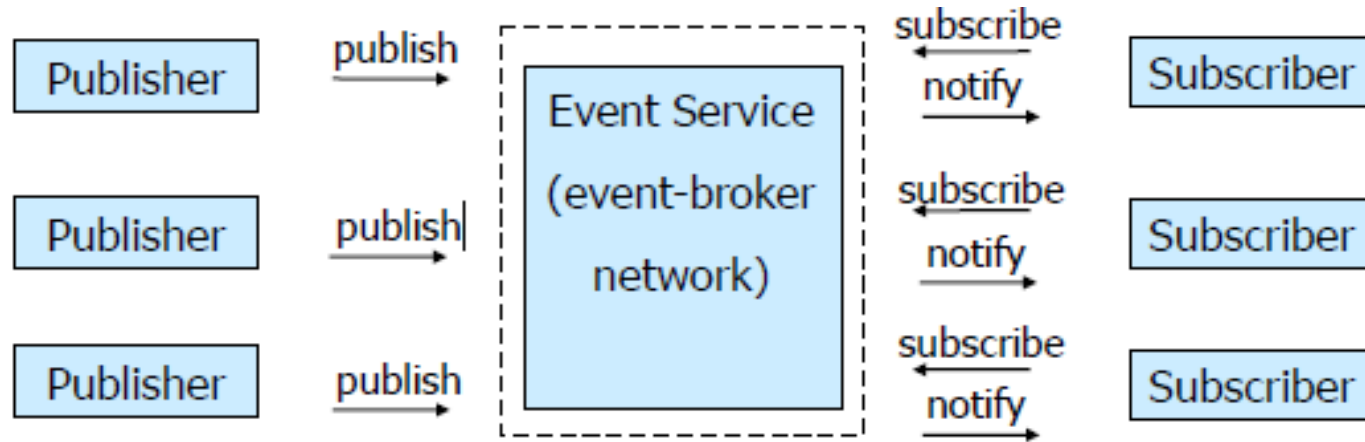 Publisher
publish
Event Service
(event-broker
network)
subscribe
notify
Subscriber
Publisher
publish
subscribe
notify
Subscriber
Publisher
publish
subscribe
notify
Subscriber